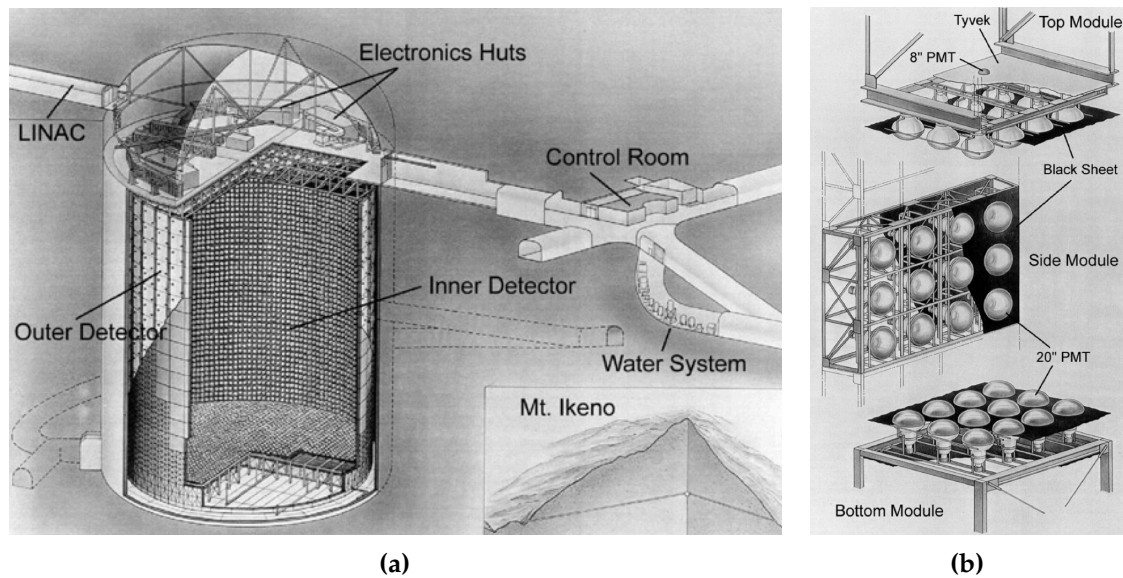 Electronics Huts
LINAC
Control Room
Inner Detector
Outer Detector
Water System
Mt. Ikeno
(a)
Tyvek
Top Module
8" PMT
Black Sheet
Side Module
20" PMT
Bottom Module
(b)